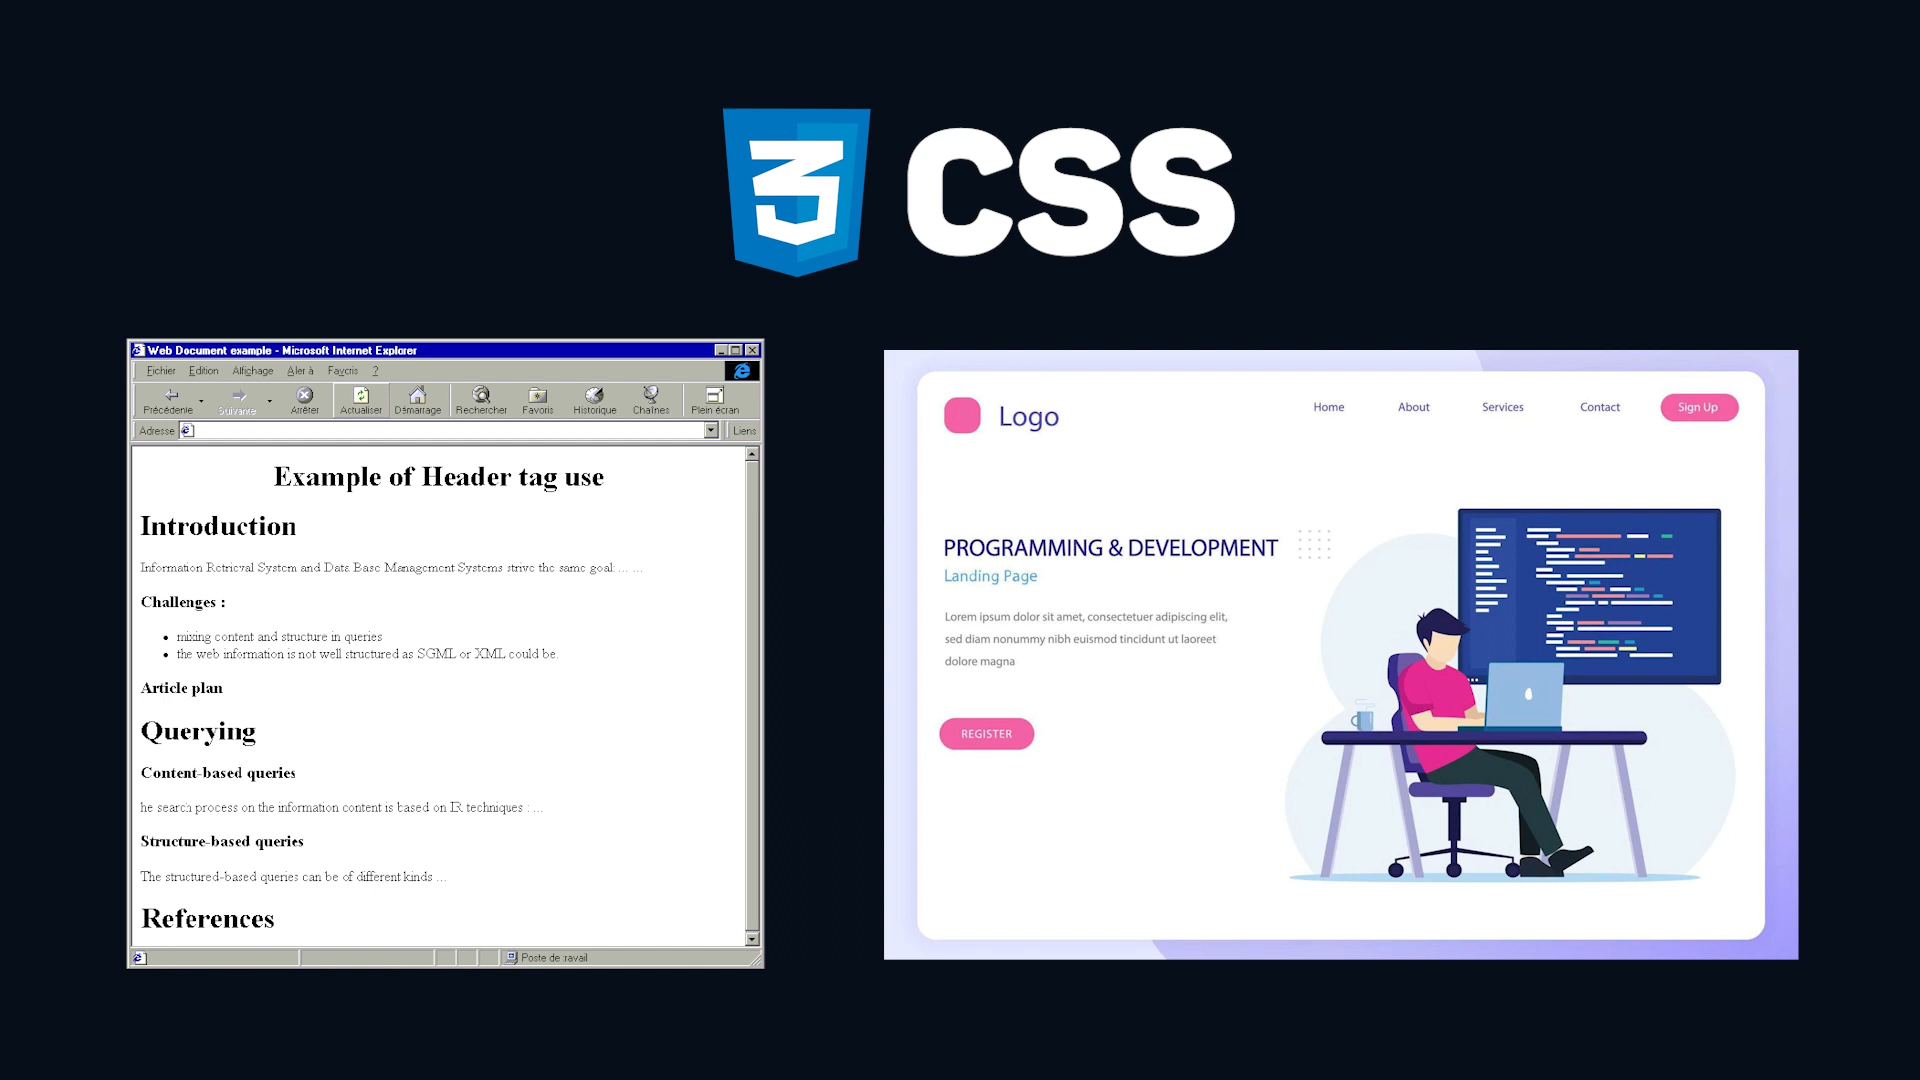 3 CSS
Web Document example - Microsoft Internet Explorer
Fichier Edition Affichage Aller à Favoris ?
Précédente Suivante Arrêter Actualiser Démarrage Rechercher Favoris Historique Chaînes Plein écran
Adresse Liens
Example of Header tag use
Introduction
Information Retrieval System and Data Base Management Systems strive the same goal: ... ...
Challenges :
mixing content and structure in queries
the web information is not well structured as SGML or XML could be.
Article plan
Querying
Content-based queries
he search process on the information content is based on IR techniques : ...
Structure-based queries
The structured-based queries can be of different kinds ...
References
Poste de travail
Logo
Home About Services Contact Sign Up
PROGRAMMING & DEVELOPMENT
Landing Page
Lorem ipsum dolor sit amet, consectetuer adipiscing elit,
sed diam nonummy nibh euismod tincidunt ut laoreet
dolore magna
REGISTER